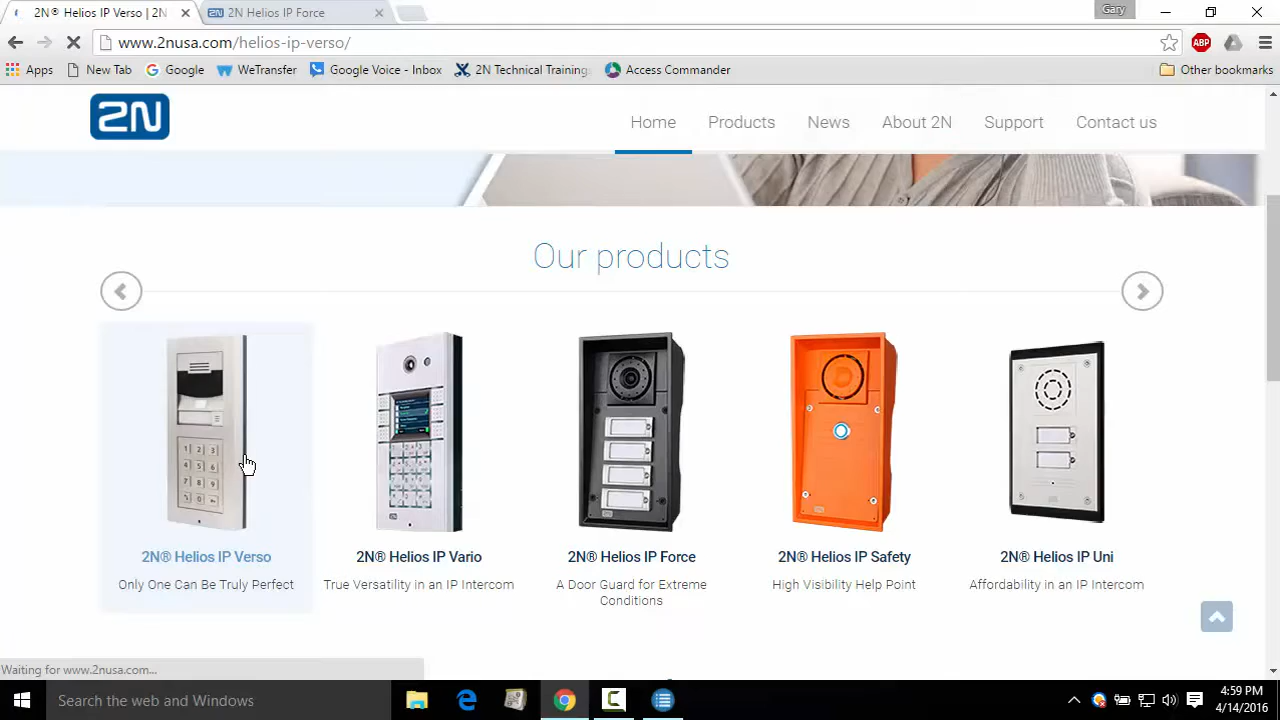 2N® Helios IP Verso | 2N
2N Helios IP Force
Gary
www.2nusa.com/helios-ip-verso/
ABP
Apps
New Tab
Google
WeTransfer
Google Voice - Inbox
2N Technical Training
Access Commander
Other bookmarks
2N
Home
Products
News
About 2N
Support
Contact us
Our products
2N® Helios IP Verso
2N® Helios IP Vario
2N® Helios IP Force
2N® Helios IP Safety
2N® Helios IP Uni
Only One Can Be Truly Perfect
True Versatility in an IP Intercom
A Door Guard for Extreme
Conditions
High Visibility Help Point
Affordability in an IP Intercom
Waiting for www.2nusa.com...
Search the web and Windows
4:59 PM
4/14/2016